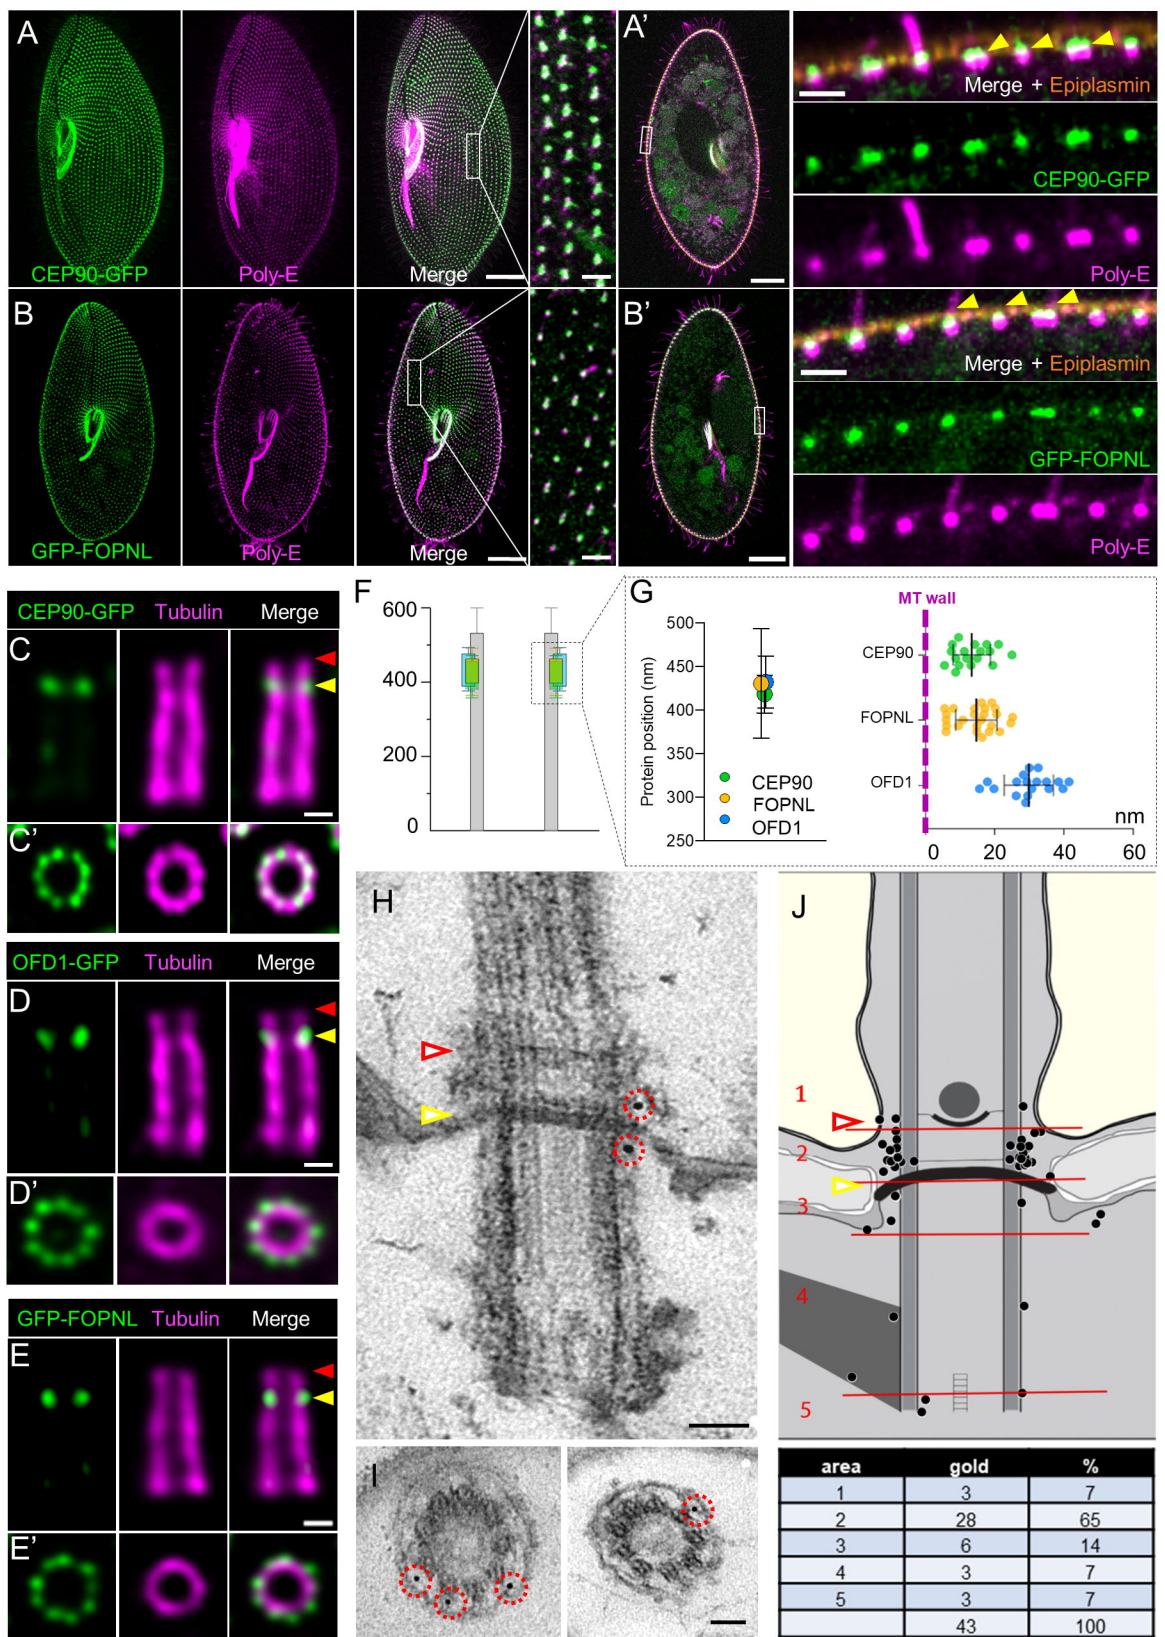 A
CEP90-GFP
Poly-E
Merge
A'
Merge + Epiplasmin
CEP90-GFP
Poly-E
B
GFP-FOPNL
Poly-E
Merge
B'
Merge + Epiplasmin
GFP-FOPNL
Poly-E
CEP90-GFP Tubulin Merge
C
C'
OFD1-GFP Tubulin Merge
D
D'
GFP-FOPNL Tubulin Merge
E
E'
F
600
400
200
0
G
Protein position (nm)
500
450
400
350
300
250
CEP90
FOPNL
OFD1
MT wall
CEP90
FOPNL
OFD1
nm
0 20 40 60
H
I
J
1
2
3
4
5
area gold %
1 3 7
2 28 65
3 6 14
4 3 7
5 3 7
43 100